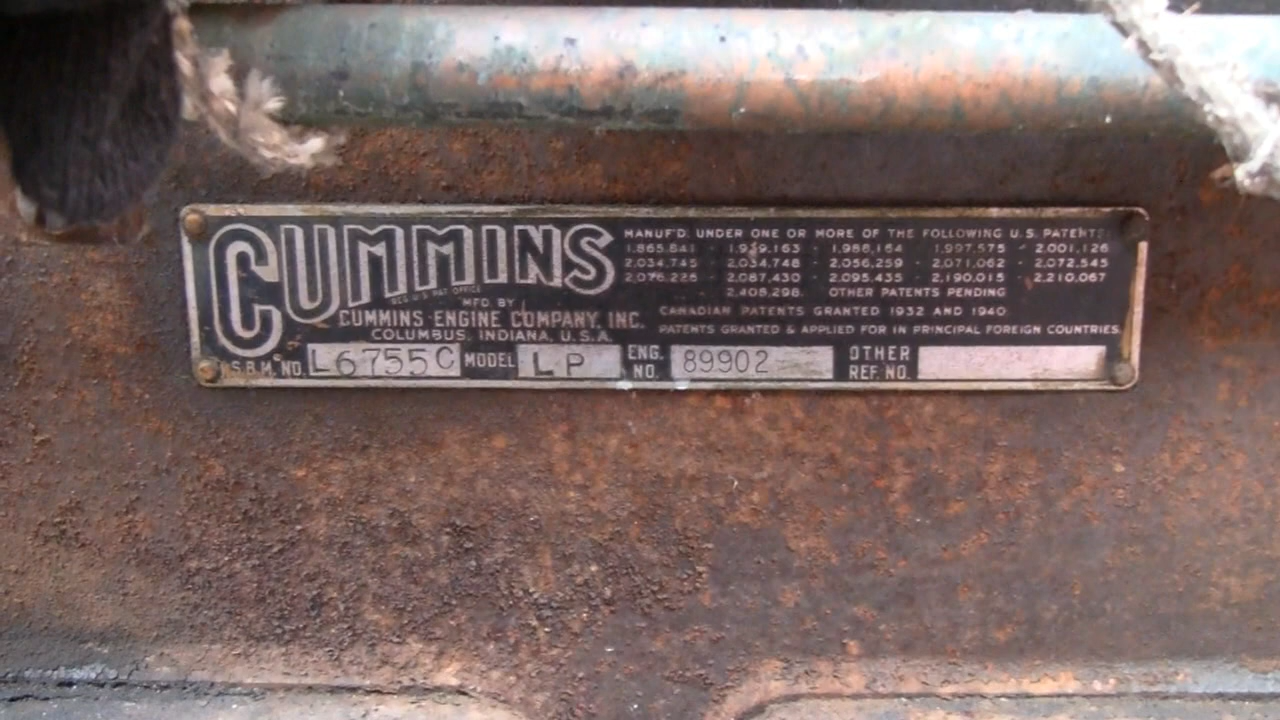 CUMMINS
REG. U.S. PAT. OFFICE
MFD. BY
CUMMINS ENGINE COMPANY, INC.
COLUMBUS, INDIANA, U.S.A.
MANUF'D. UNDER ONE OR MORE OF THE FOLLOWING U.S. PATENTS:
1,865,841 - 1,939,163 - 1,988,164 - 1,997,575 - 2,001,126
2,034,745 - 2,034,748 - 2,056,259 - 2,071,062 - 2,072,545
2,076,226 - 2,087,430 - 2,095,435 - 2,190,015 - 2,210,067
2,408,298. OTHER PATENTS PENDING
CANADIAN PATENTS GRANTED 1932 AND 1940
PATENTS GRANTED & APPLIED FOR IN PRINCIPAL FOREIGN COUNTRIES.
S.B.M. NO. L6755C MODEL LP ENG. NO. 89902 OTHER REF. NO.